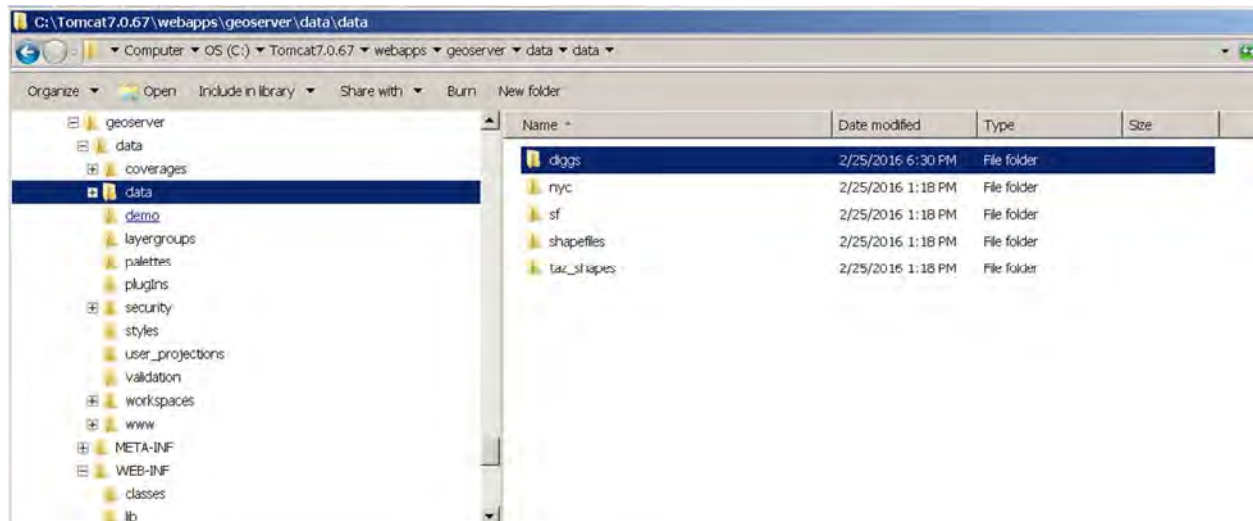 C:\Tomcat7.0.67\webapps\geoserver\data\data
Computer OS (C:) Tomcat7.0.67 webapps geoserver data data
Organize Open Include in library Share with Burn New folder
geoserver
data
coverages
data
demo
layergroups
palettes
plugIns
security
styles
user_projections
validation
workspaces
www
META-INF
WEB-INF
classes
lib
Name Date modified Type Size
diggs 2/25/2016 6:30 PM File folder
nyc 2/25/2016 1:18 PM File folder
sf 2/25/2016 1:18 PM File folder
shapefiles 2/25/2016 1:18 PM File folder
taz_shapes 2/25/2016 1:18 PM File folder